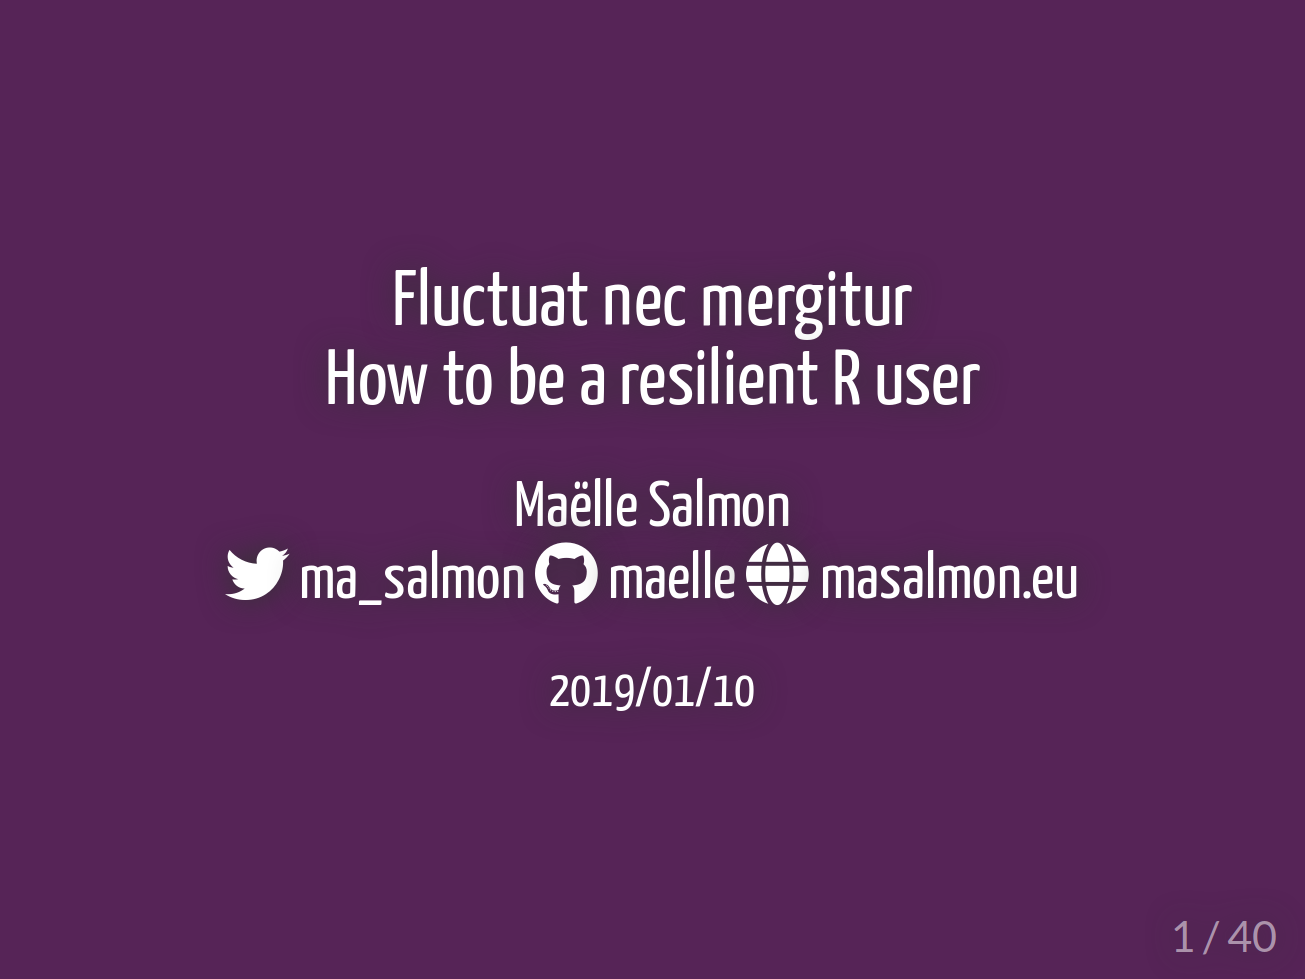 Fluctuat nec mergitur
How to be a resilient R user
Maëlle Salmon
ma_salmon maelle masalmon.eu
2019/01/10
1 / 40